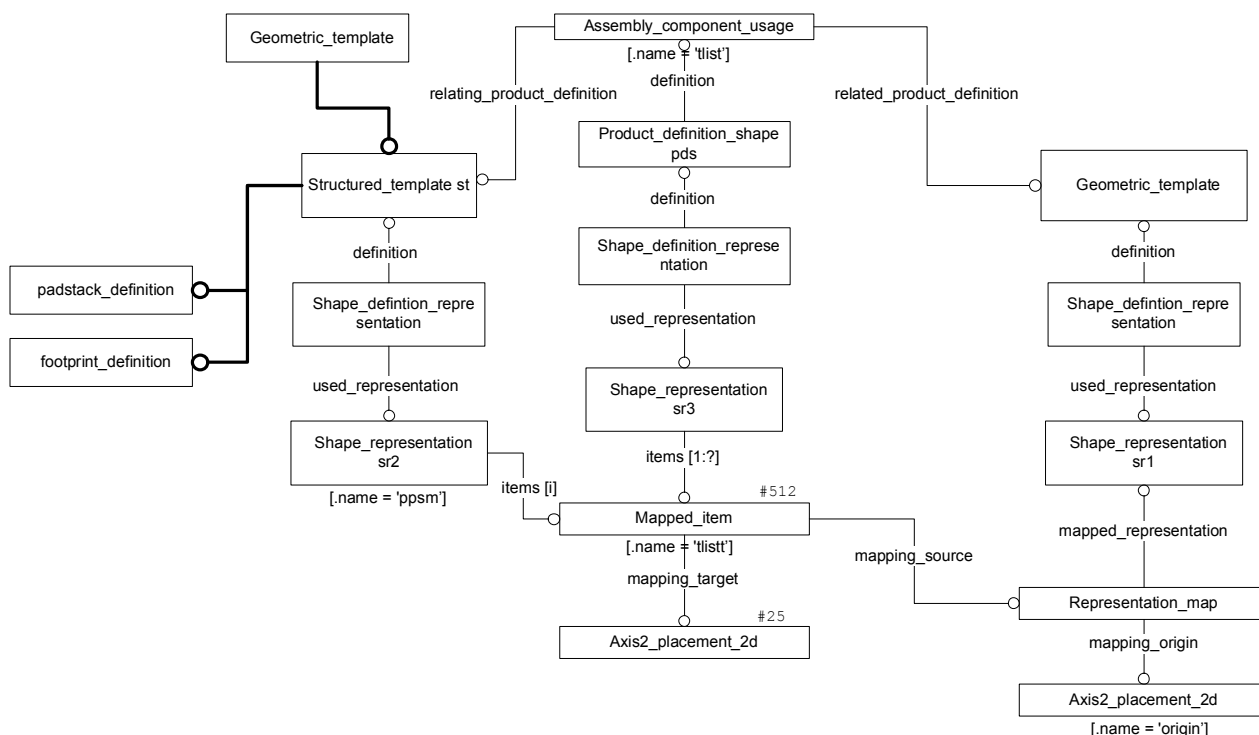 Geometric_template
Assembly_component_usage
[.name = 'tlist’]
definition
relating_product_definition
related_product_definition
Product_definition_shape
pds
Structured_template st
Geometric_template
definition
definition
definition
Shape_definition_represe
ntation
padstack_definition
Shape_defintion_repre
sentation
Shape_defintion_repre
sentation
used_representation
footprint_definition
used_representation
used_representation
Shape_representation
sr3
Shape_representation
sr2
Shape_representation
sr1
items [1:?]
[.name = 'ppsm’]
items [i]
#512
Mapped_item
[.name = 'tlistt’]
mapped_representation
mapping_source
mapping_target
Representation_map
#25
Axis2_placement_2d
mapping_origin
Axis2_placement_2d
[.name = 'origin’]